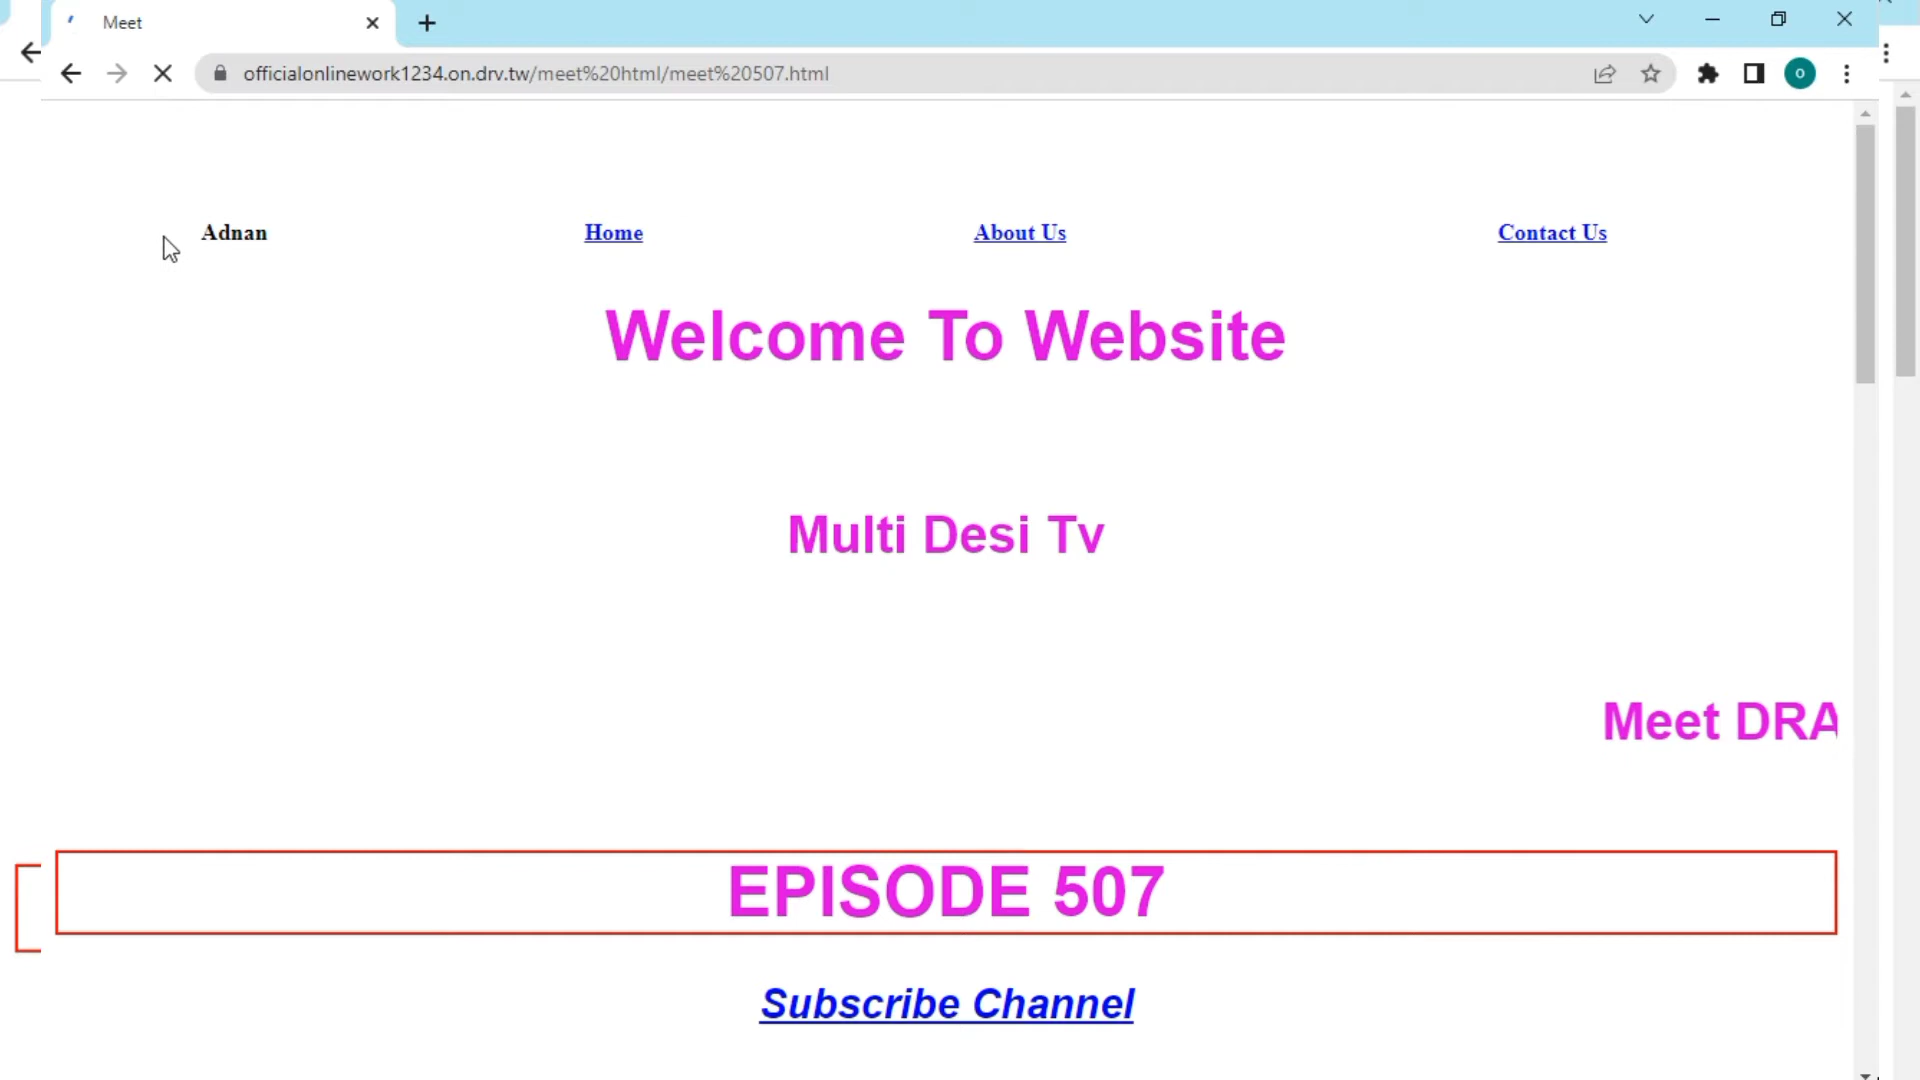 Meet
officialonlinework1234.on.drv.tw/meet%20html/meet%20507.html
o
Adnan Home About Us Contact Us
Welcome To Website
Multi Desi Tv
Meet DRA
EPISODE 507
Subscribe Channel